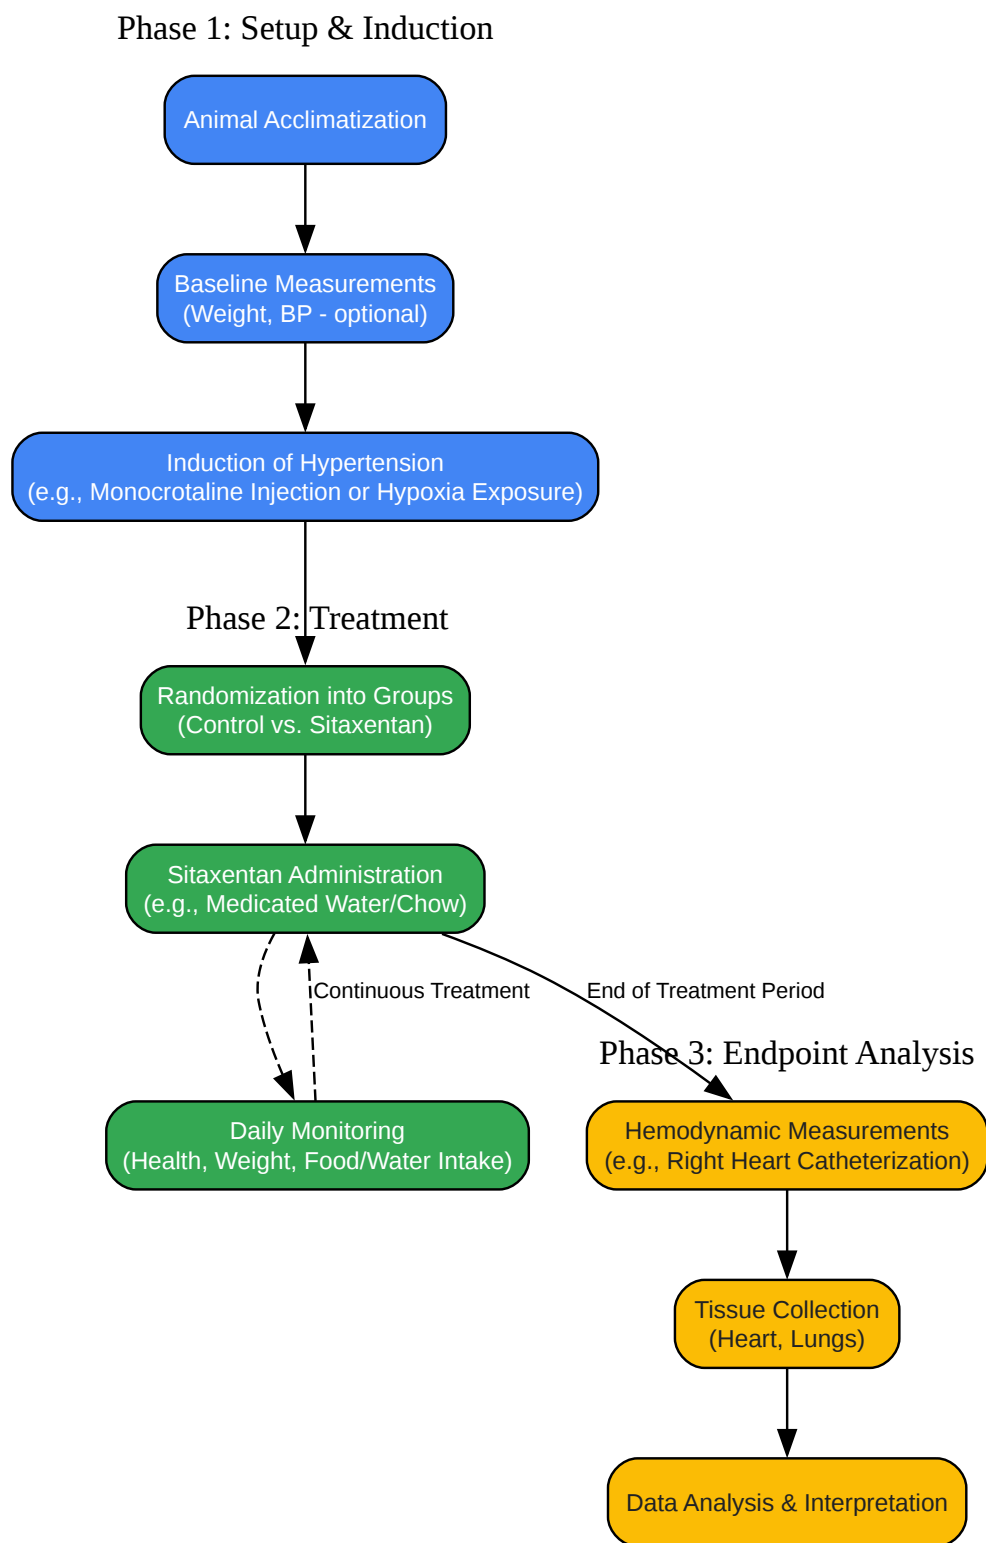 Phase 1: Setup & Induction
Animal Acclimatization
Baseline Measurements
(Weight, BP - optional)
Induction of Hypertension
(e.g., Monocrotaline Injection or Hypoxia Exposure)
Phase 2: Treatment
Randomization into Groups
(Control vs. Sitaxentan)
Sitaxentan Administration
(e.g., Medicated Water/Chow)
Continuous Treatment
End of Treatment Period
Phase 3: Endpoint Analysis
Daily Monitoring
(Health, Weight, Food/Water Intake)
Hemodynamic Measurements
(e.g., Right Heart Catheterization)
Tissue Collection
(Heart, Lungs)
Data Analysis & Interpretation